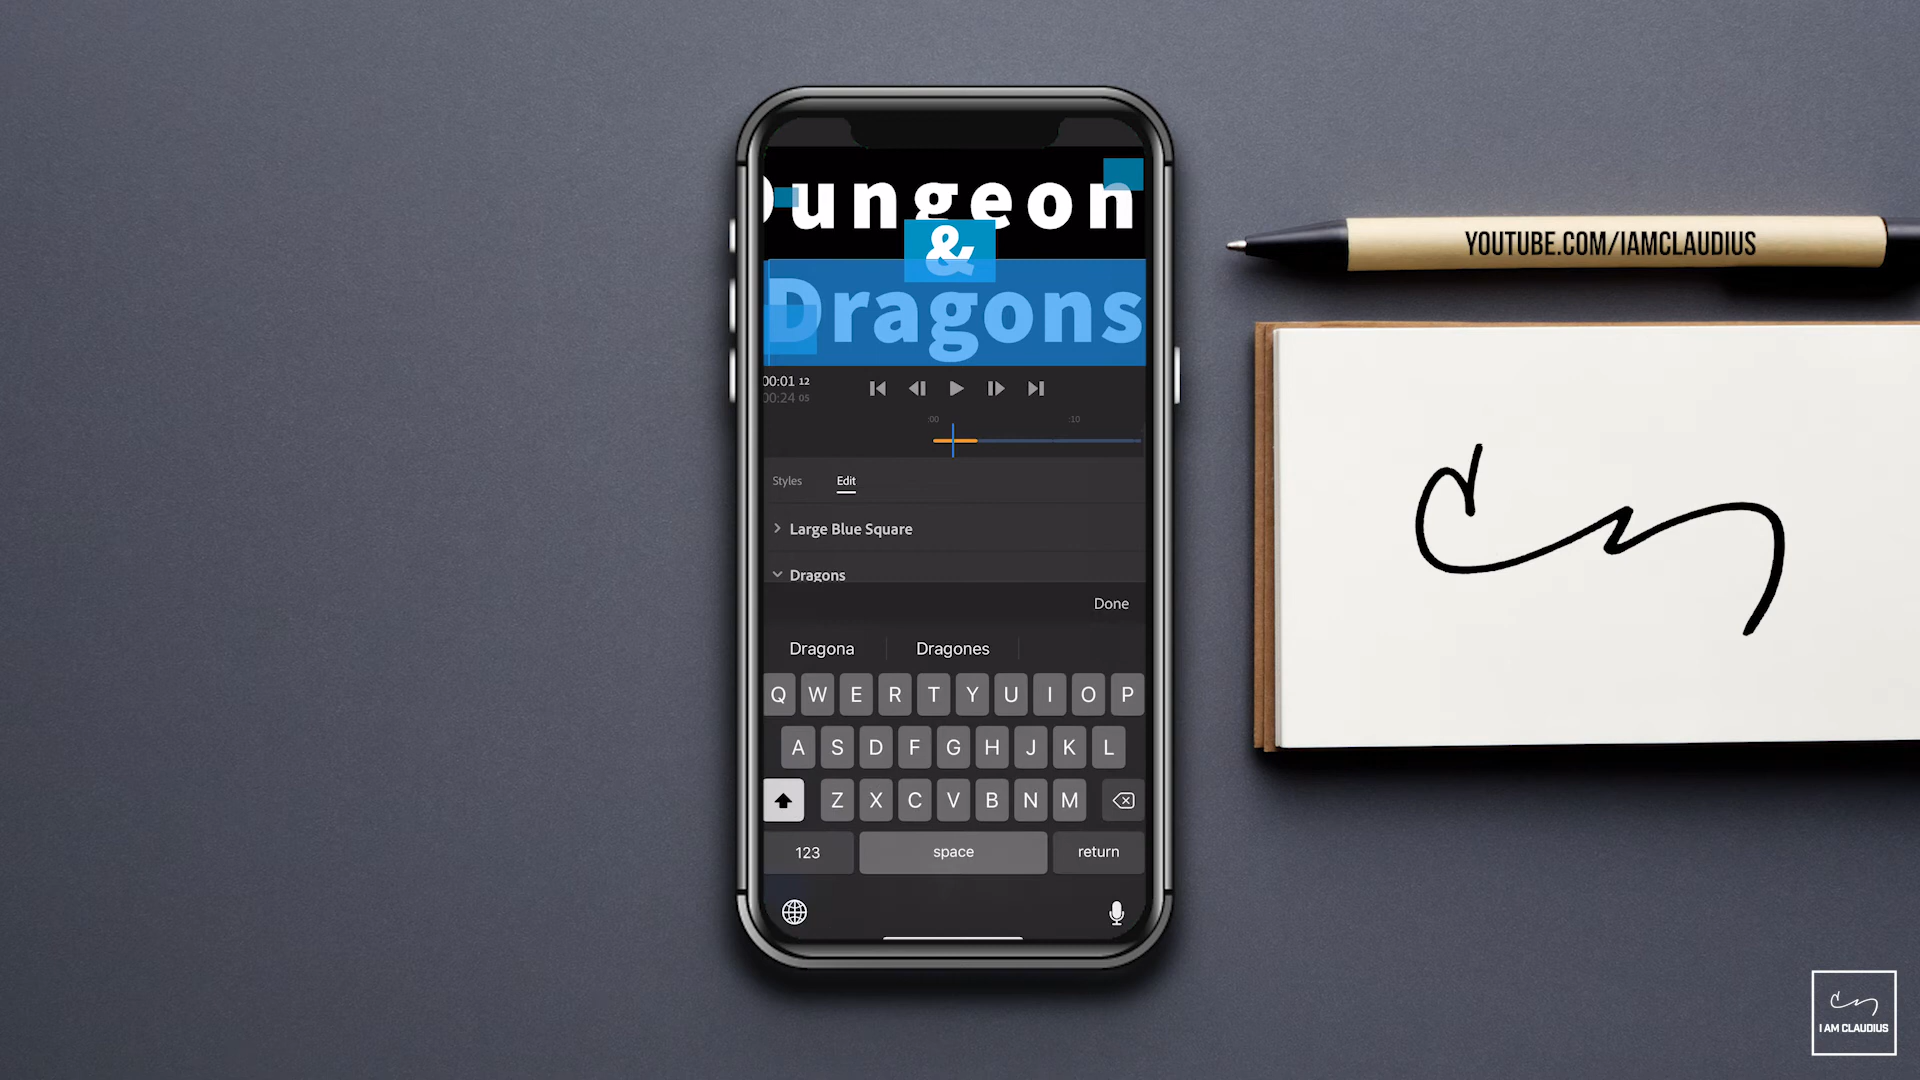 Dungeon
&
Dragons
00:01 12
00:24 05
:00
:10
Styles
Edit
Large Blue Square
Dragons
Done
Dragona
Dragones
Q W E R T Y U I O P
A S D F G H J K L
Z X C V B N M
123
space
return
YOUTUBE.COM/IAMCLAUDIUS
I AM CLAUDIUS